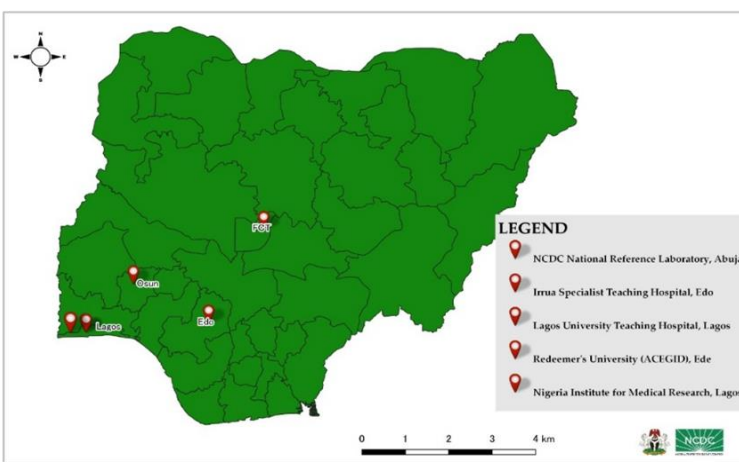 N
W E
S
FCT
Osun
Edo
Lagos
LEGEND
NCDC National Reference Laboratory, Abuja
Irrua Specialist Teaching Hospital, Edo
Lagos University Teaching Hospital, Lagos
Redeemer's University (ACEGID), Ede
Nigeria Institute for Medical Research, Lagos
0 1 2 3 4 km
NCDC